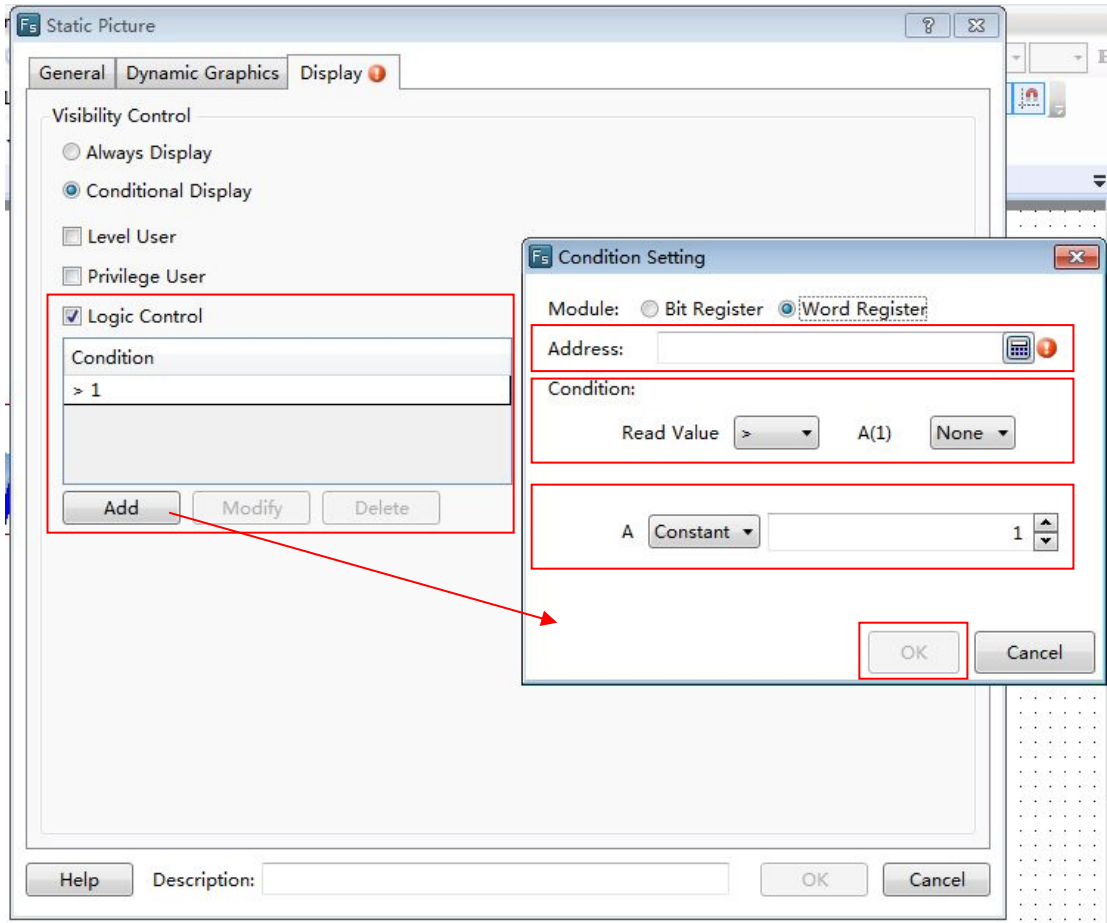 Fs Static Picture
?
General Dynamic Graphics Display !
Visibility Control
Always Display
Conditional Display
Level User
Privilege User
Logic Control
Condition
> 1
Add Modify Delete
Fs Condition Setting
Module: Bit Register Word Register
Address: !
Condition:
Read Value > A(1) None
A Constant 1
OK Cancel
Help Description: OK Cancel